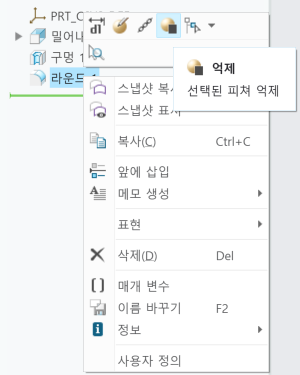 PRT_C
밀어
구멍 1
라운드 1
억제
선택된 피쳐 억제
스냅샷 복
스냅샷 표시
복사(C) Ctrl+C
앞에 삽입
메모 생성
표현
삭제(D) Del
매개 변수
이름 바꾸기 F2
정보
사용자 정의